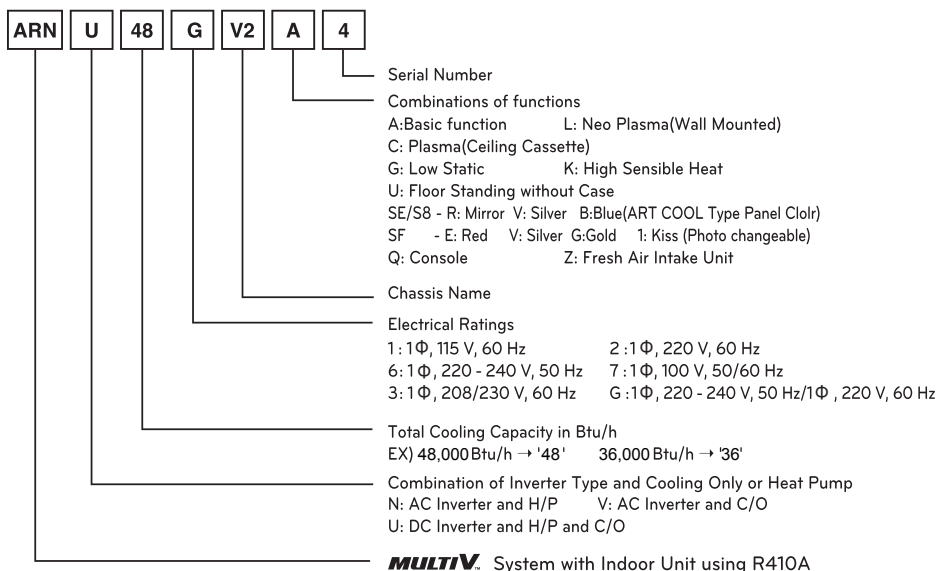 ARN U 48 G V2 A 4
Serial Number
Combinations of functions
A:Basic function L: Neo Plasma(Wall Mounted)
C: Plasma(Ceiling Cassette)
G: Low Static K: High Sensible Heat
U: Floor Standing without Case
SE/S8 - R: Mirror V: Silver B:Blue(ART COOL Type Panel Clolr)
SF - E: Red V: Silver G:Gold 1: Kiss (Photo changeable)
Q: Console Z: Fresh Air Intake Unit
Chassis Name
Electrical Ratings
1 : 1Φ, 115 V, 60 Hz 2 :1Φ, 220 V, 60 Hz
6: 1Φ, 220 - 240 V, 50 Hz 7 : 1Φ, 100 V, 50/60 Hz
3: 1Φ, 208/230 V, 60 Hz G :1Φ, 220 - 240 V, 50 Hz/1Φ , 220 V, 60 Hz
Total Cooling Capacity in Btu/h
EX) 48,000 Btu/h → '48' 36,000 Btu/h → '36'
Combination of Inverter Type and Cooling Only or Heat Pump
N: AC Inverter and H/P V: AC Inverter and C/O
U: DC Inverter and H/P and C/O
MULTI V™ System with Indoor Unit using R410A